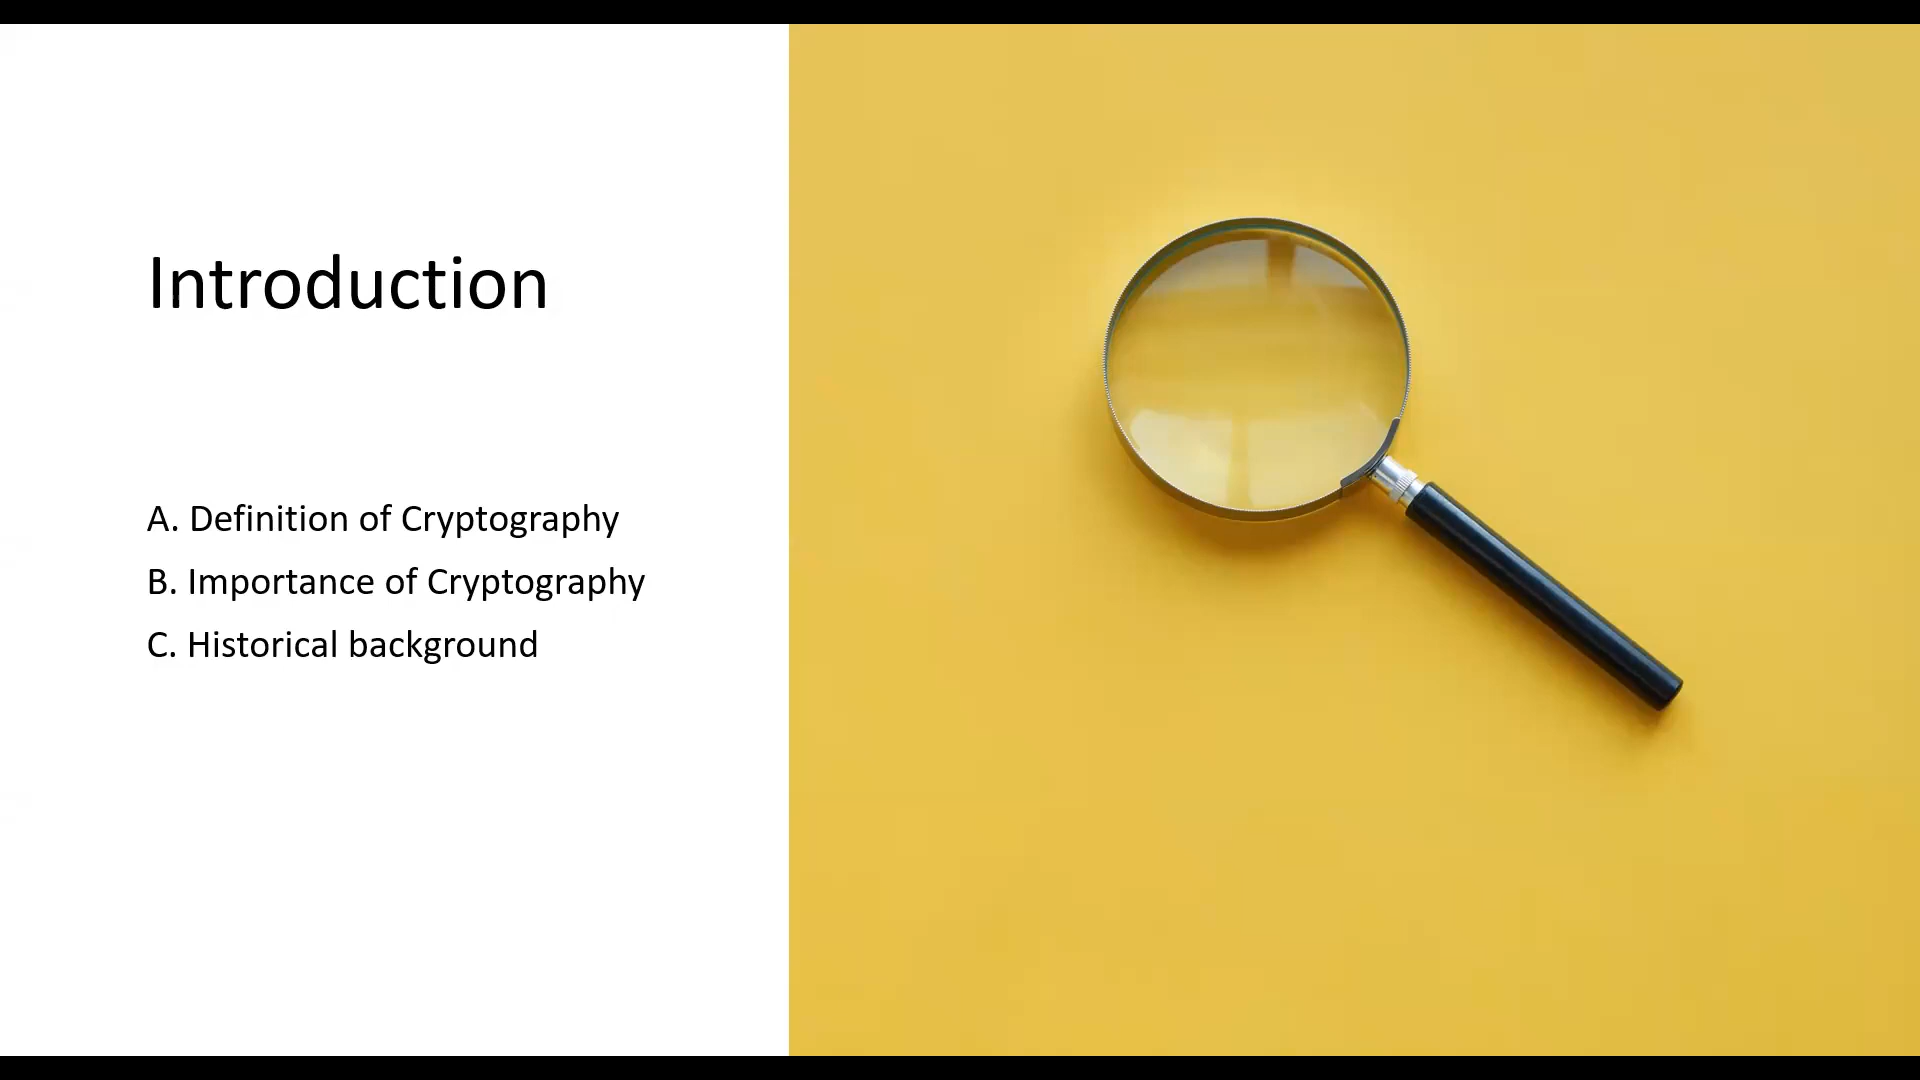 Introduction
A. Definition of Cryptography
B. Importance of Cryptography
C. Historical background